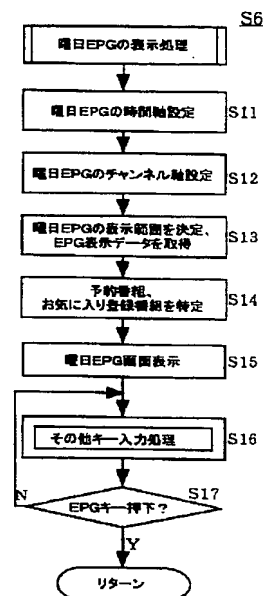 S6
曜日EPGの表示処理
曜日EPGの時間軸設定
S11
曜日EPGのチャンネル軸設定
S12
曜日EPGの表示範囲を決定、
EPG表示データを取得
S13
予約番組、
お気に入り登録番組を特定
S14
曜日EPG画面表示
S15
その他キー入力処理
S16
S17
N
EPGキー押下？
Y
リターン